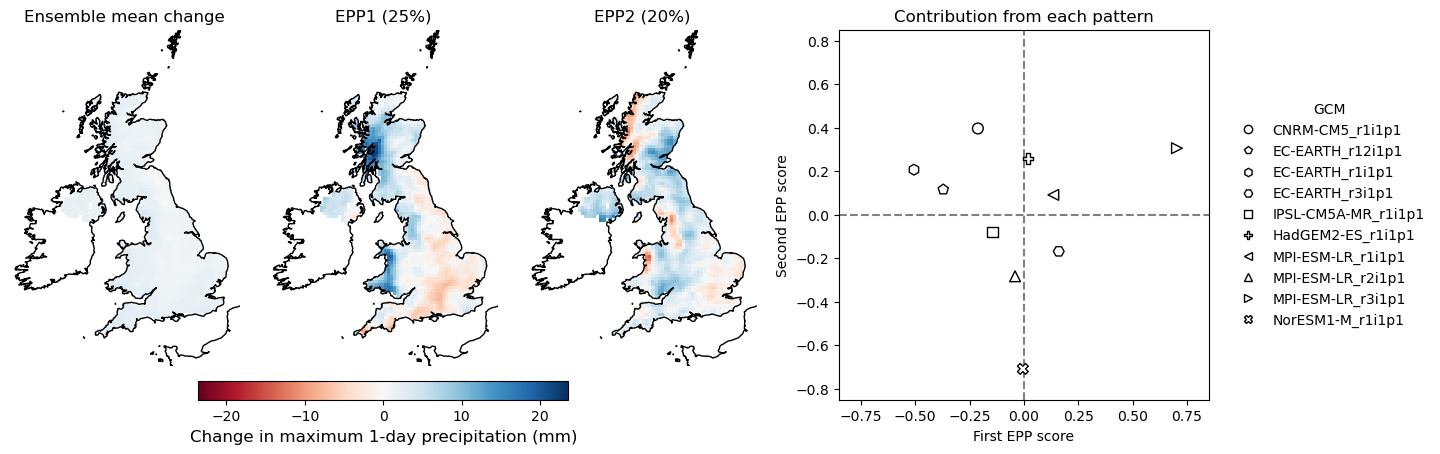 Ensemble mean change
EPP1 (25%)
EPP2 (20%)
Contribution from each pattern
−20
−10
0
10
20
Change in maximum 1-day precipitation (mm)
Second EPP score
0.8
0.6
0.4
0.2
0.0
−0.2
−0.4
−0.6
−0.8
−0.75
−0.50
−0.25
0.00
0.25
0.50
0.75
First EPP score
GCM
CNRM-CM5_r1i1p1
EC-EARTH_r12i1p1
EC-EARTH_r1i1p1
EC-EARTH_r3i1p1
IPSL-CM5A-MR_r1i1p1
HadGEM2-ES_r1i1p1
MPI-ESM-LR_r1i1p1
MPI-ESM-LR_r2i1p1
MPI-ESM-LR_r3i1p1
NorESM1-M_r1i1p1